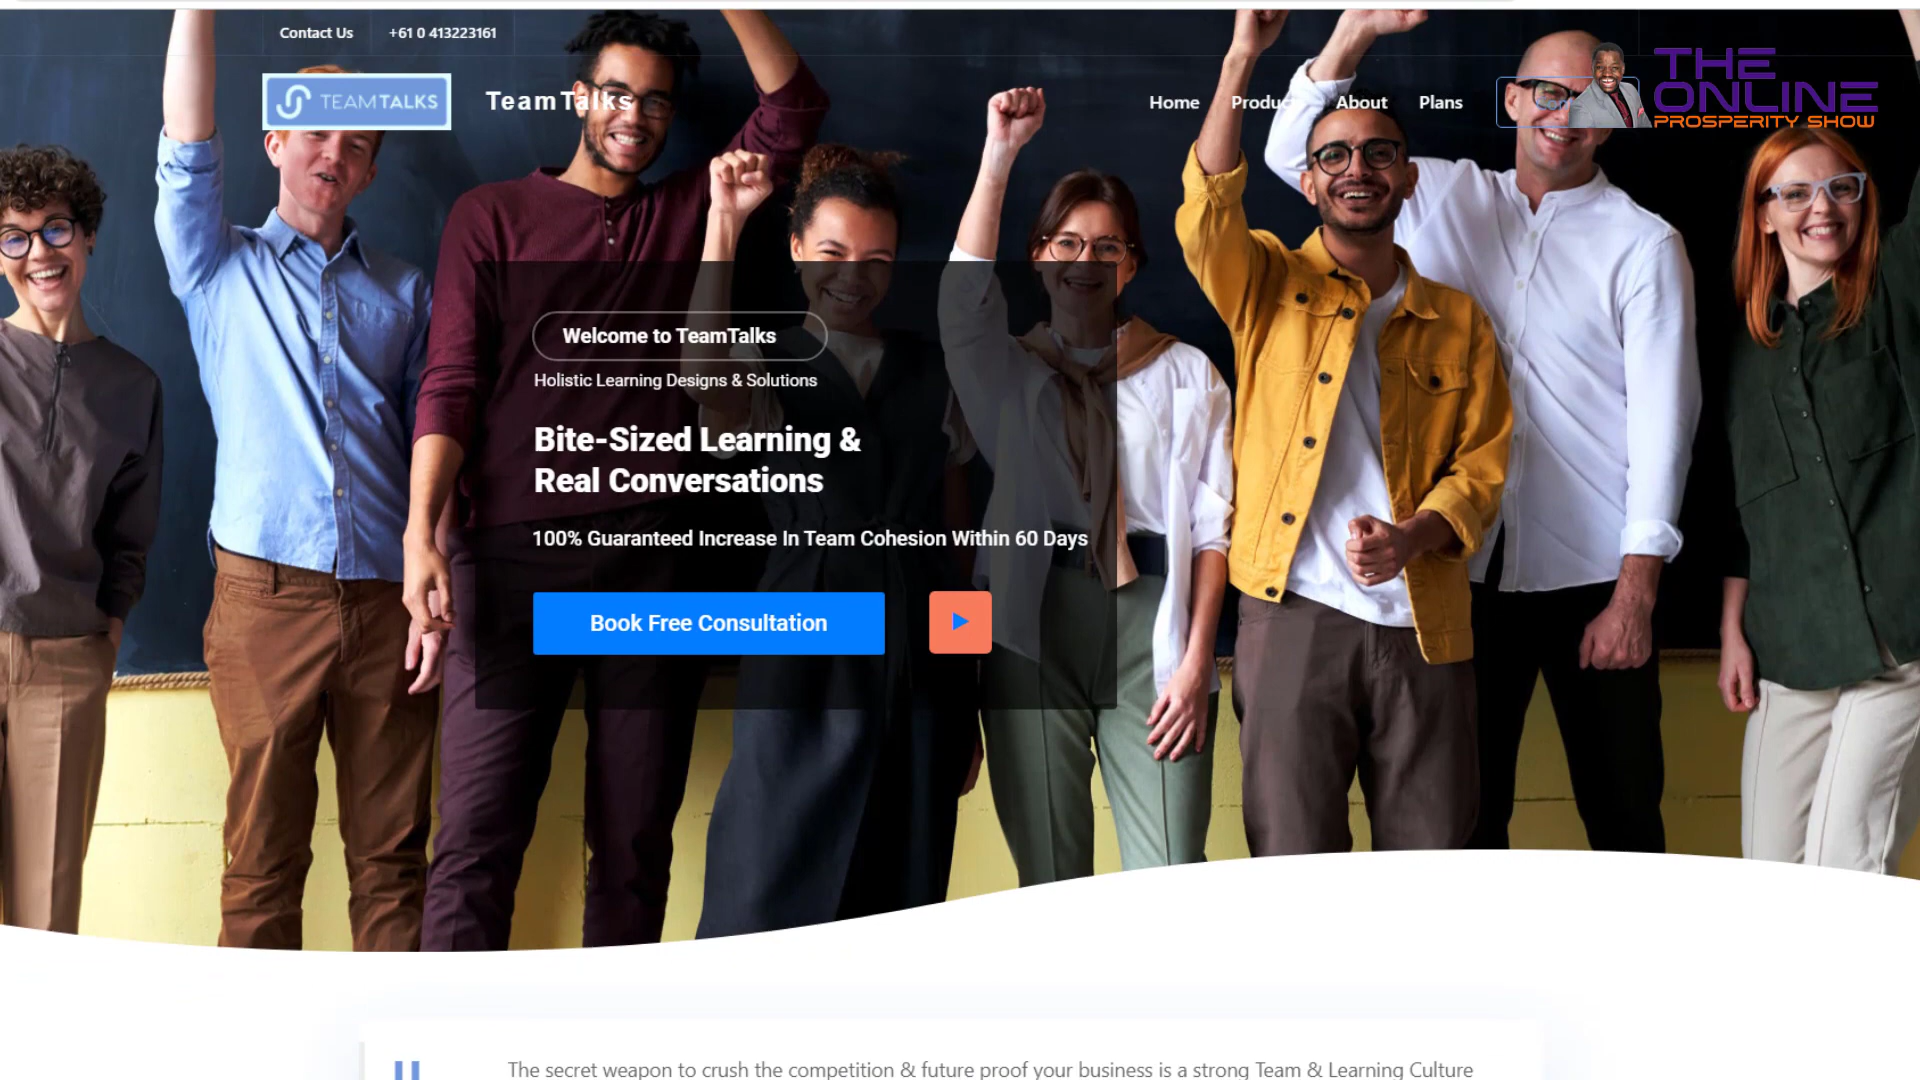 Contact Us
+61 0 413223161
TEAMTALKS
TeamTalks
Home
About
Plans
THE
ONLINE
PROSPERITY SHOW
Welcome to TeamTalks
Holistic Learning Designs & Solutions
Bite-Sized Learning &
Real Conversations
100% Guaranteed Increase In Team Cohesion Within 60 Days
Book Free Consultation
The secret weapon to crush the competition & future proof your business is a strong Team & Learning Culture